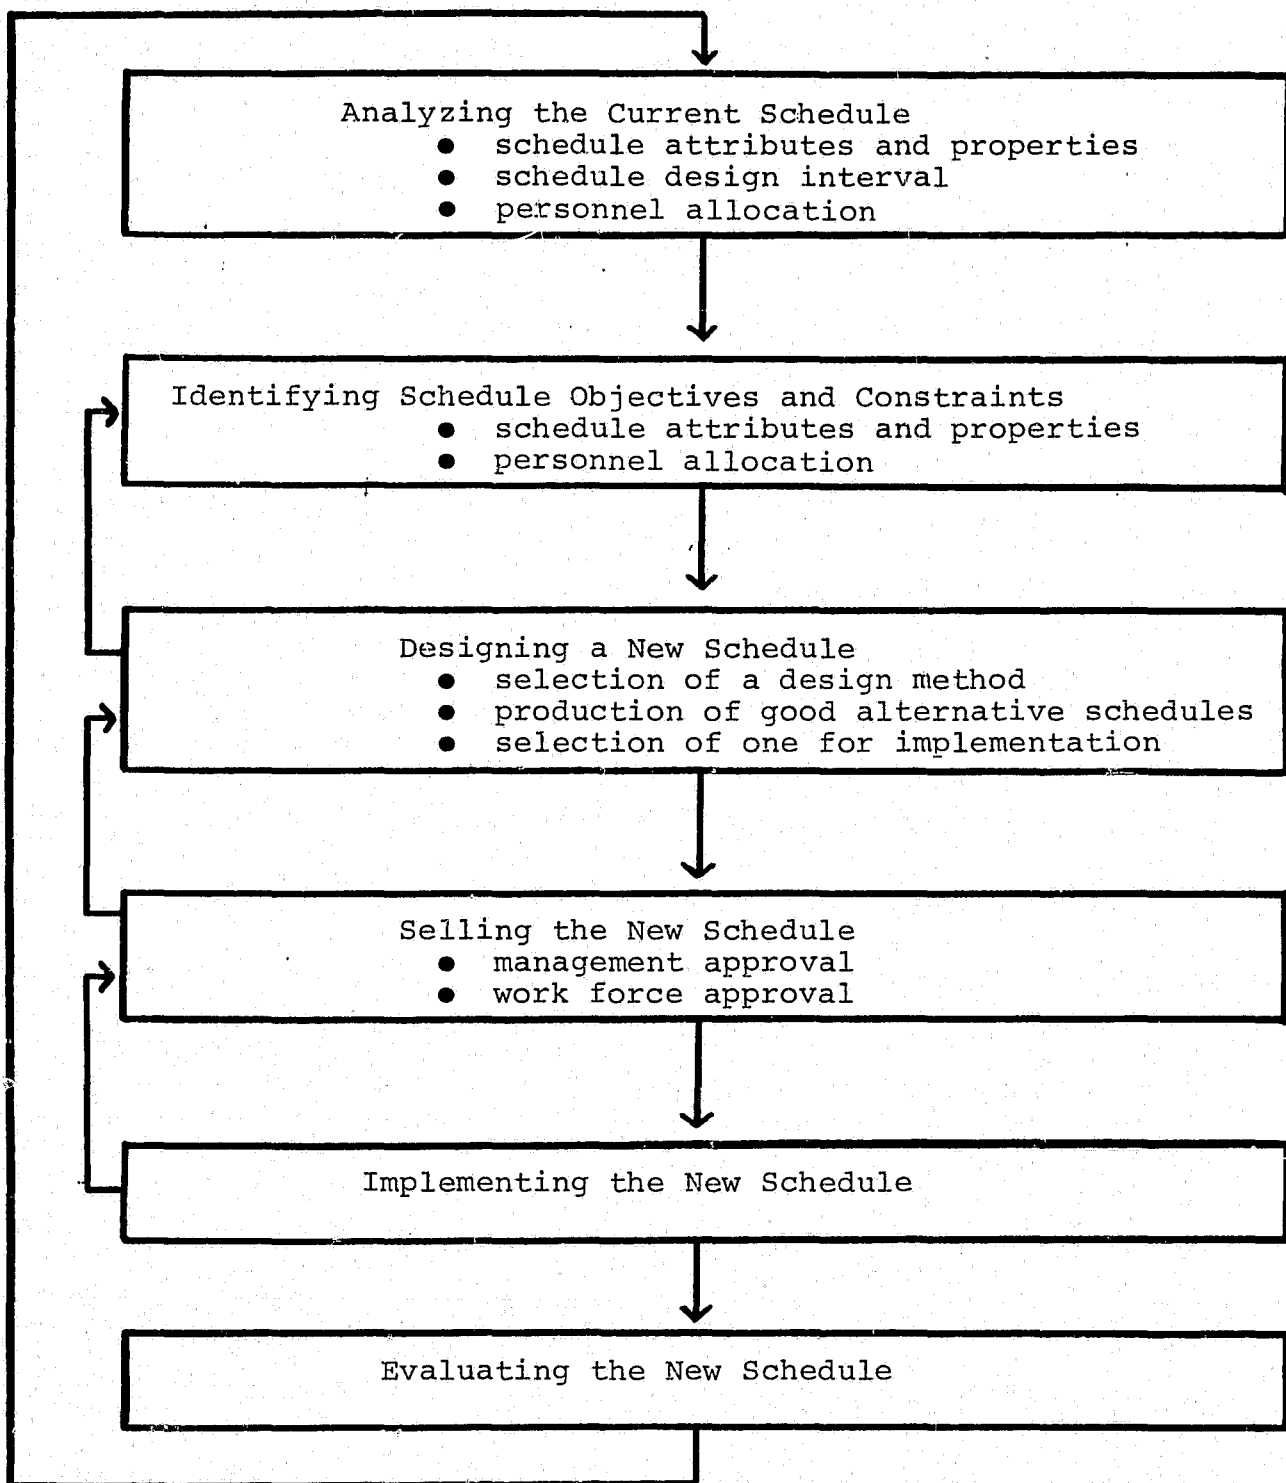 Analyzing the Current Schedule
● schedule attributes and properties
● schedule design interval
● personnel allocation
Identifying Schedule Objectives and Constraints
● schedule attributes and properties
● personnel allocation
Designing a New Schedule
● selection of a design method
● production of good alternative schedules
● selection of one for implementation
Selling the New Schedule
● management approval
● work force approval
Implementing the New Schedule
Evaluating the New Schedule